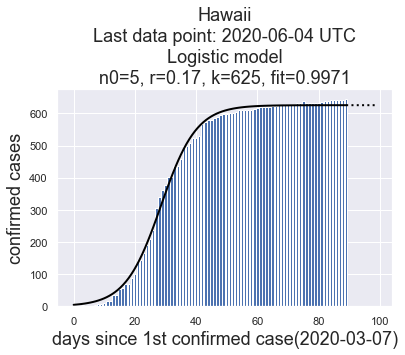 Hawaii
Last data point: 2020-06-04 UTC
Logistic model
n0=5, r=0.17, k=625, fit=0.9971
confirmed cases
600
500
400
300
200
100
0
0 20 40 60 80 100
days since 1st confirmed case(2020-03-07)